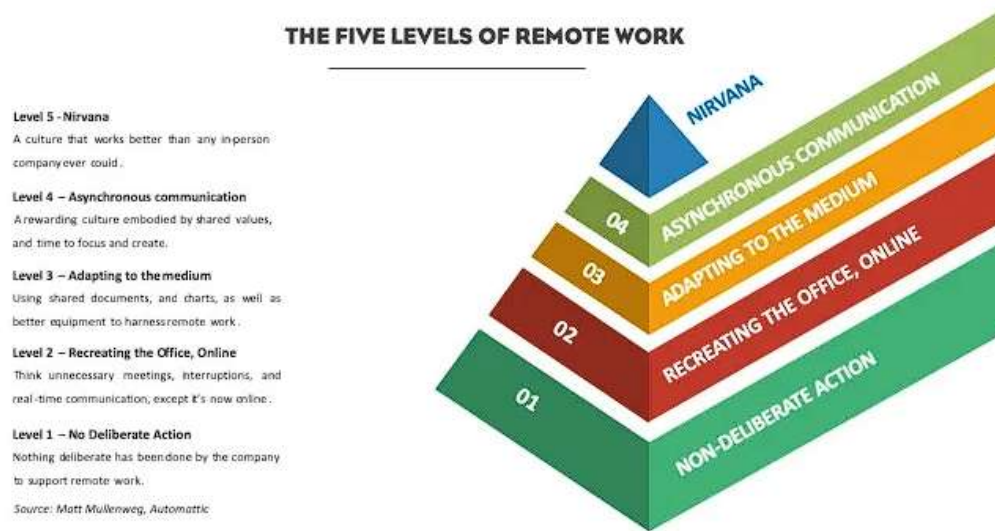 THE FIVE LEVELS OF REMOTE WORK
Level 5 - Nirvana
A culture that works better than any in-person
company ever could.
Level 4 – Asynchronous communication
A rewarding culture embodied by shared values,
and time to focus and create.
Level 3 – Adapting to the medium
Using shared documents, and charts, as well as
better equipment to harness remote work.
Level 2 – Recreating the Office, Online
Think unnecessary meetings, interruptions, and
real-time communication, except it's now online.
Level 1 – No Deliberate Action
Nothing deliberate has been done by the company
to support remote work.
Source: Matt Mullenweg, Automattic
NIRVANA
04 ASYNCHRONOUS COMMUNICATION
03 ADAPTING TO THE MEDIUM
02 RECREATING THE OFFICE, ONLINE
01 NON-DELIBERATE ACTION